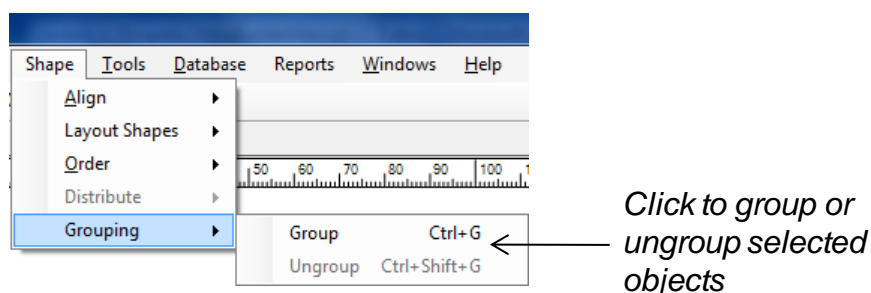 Shape Tools Database Reports Windows Help
Align
Layout Shapes
Order
50 60 70 80 90 100
Distribute
Grouping
Group Ctrl+G
Ungroup Ctrl+Shift+G
Click to group or
ungroup selected
objects